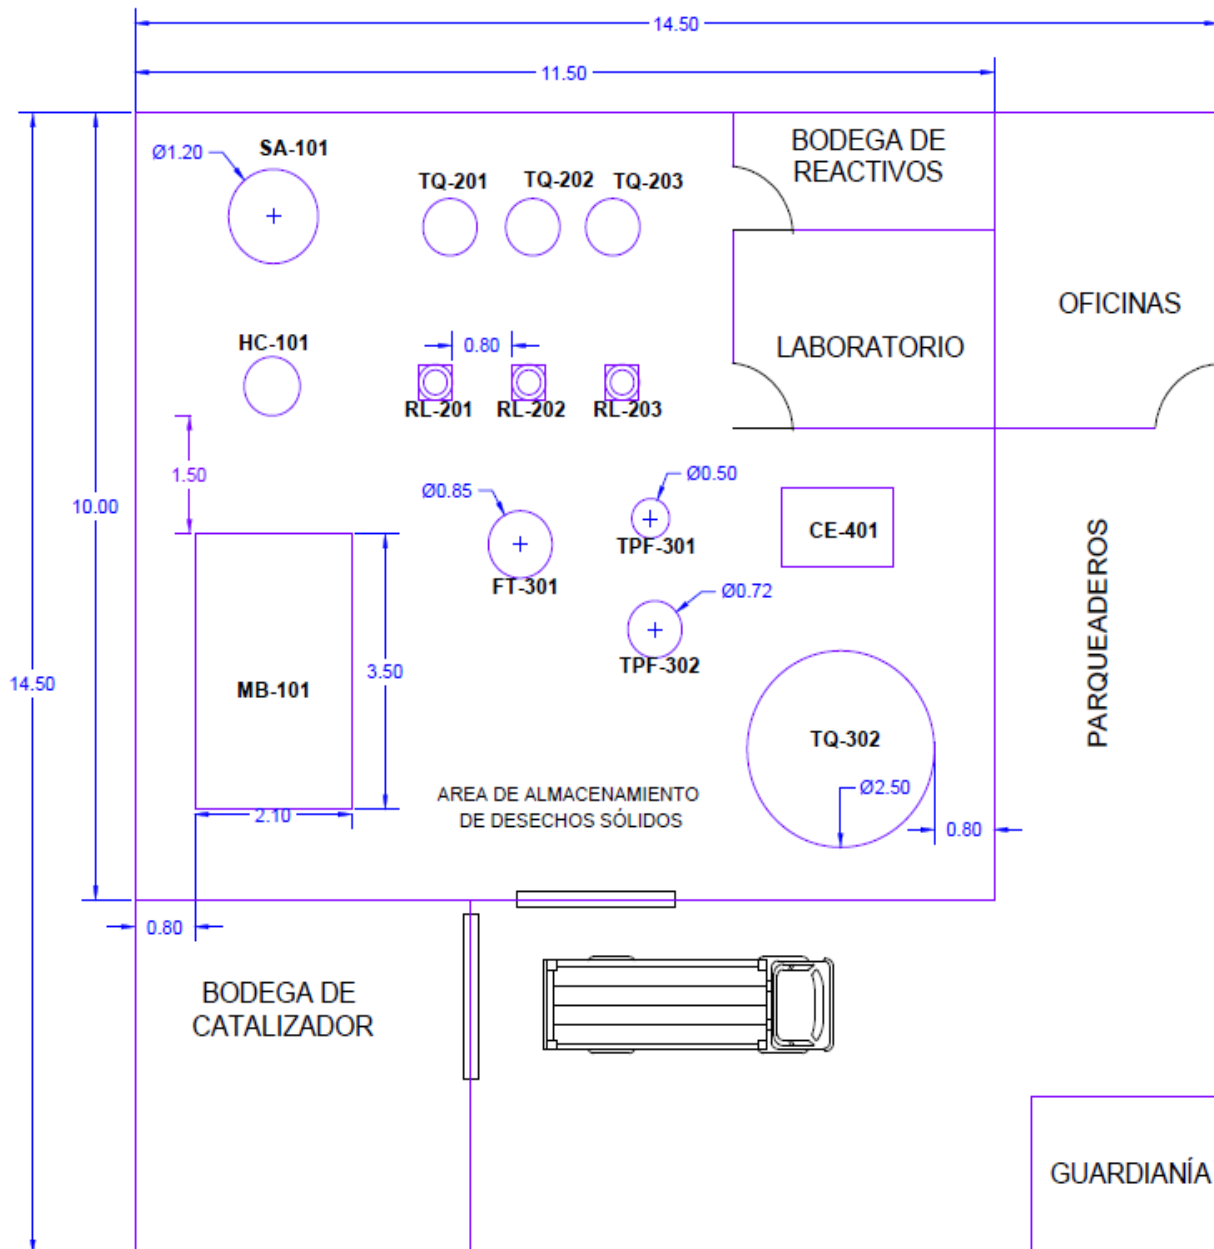 14.50
11.50
SA-101
Ø1.20
TQ-201
TQ-202
TQ-203
BODEGA DE
REACTIVOS
OFICINAS
HC-101
0.80
LABORATORIO
RL-201
RL-202
RL-203
1.50
10.00
Ø0.85
Ø0.50
TPF-301
CE-401
FT-301
PARQUEADEROS
Ø0.72
TPF-302
14.50
3.50
MB-101
TQ-302
AREA DE ALMACENAMIENTO
DE DESECHOS SÓLIDOS
Ø2.50
2.10
0.80
0.80
BODEGA DE
CATALIZADOR
GUARDIANÍA